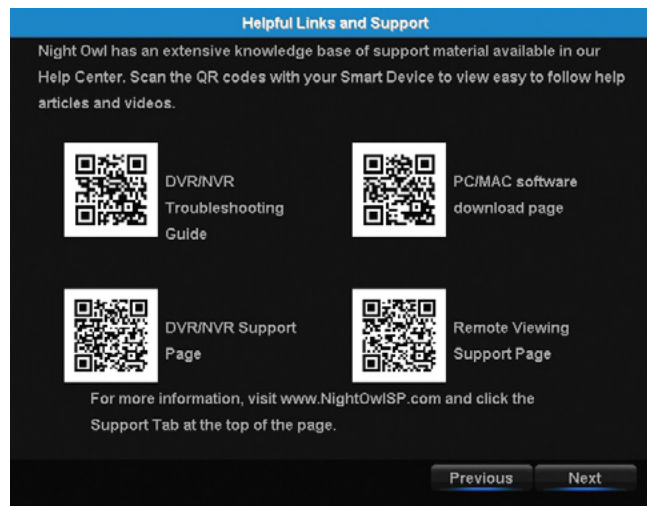 Helpful Links and Support
Night Owl has an extensive knowledge base of support material available in our
Help Center. Scan the QR codes with your Smart Device to view easy to follow help
articles and videos.
DVR/NVR
Troubleshooting
Guide
PC/MAC software
download page
DVR/NVR Support
Page
Remote Viewing
Support Page
For more information, visit www.NightOwlSP.com and click the
Support Tab at the top of the page.
Previous
Next